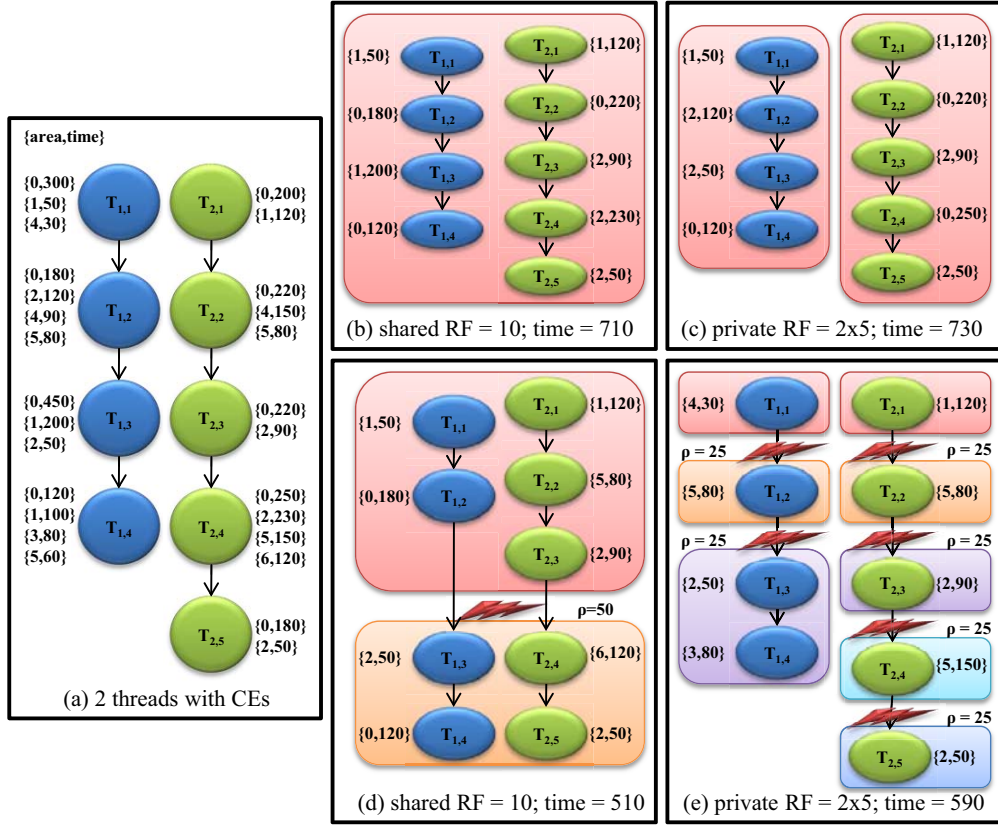 {area,time}
{0,300}
{1,50}
{4,30}
T1,1
T2,1
{0,200}
{1,120}
{0,180}
{2,120}
{4,90}
{5,80}
T1,2
T2,2
{0,220}
{4,150}
{5,80}
{0,450}
{1,200}
{2,50}
T1,3
T2,3
{0,220}
{2,90}
{0,120}
{1,100}
{3,80}
{5,60}
T1,4
T2,4
{0,250}
{2,230}
{5,150}
{6,120}
T2,5
{0,180}
{2,50}
(a) 2 threads with CEs
{1,50} T1,1
T2,1 {1,120}
{0,180} T1,2
T2,2 {0,220}
{1,200} T1,3
T2,3 {2,90}
{0,120} T1,4
T2,4 {2,230}
T2,5 {2,50}
(b) shared RF = 10; time = 710
{1,50} T1,1
T2,1 {1,120}
{2,120} T1,2
T2,2 {0,220}
{2,50} T1,3
T2,3 {2,90}
{0,120} T1,4
T2,4 {0,250}
T2,5 {2,50}
(c) private RF = 2x5; time = 730
{1,50} T1,1
T2,1 {1,120}
{0,180} T1,2
T2,2 {5,80}
T2,3 {2,90}
ρ=50
{2,50} T1,3
T2,4 {6,120}
{0,120} T1,4
T2,5 {2,50}
(d) shared RF = 10; time = 510
{4,30} T1,1
T2,1 {1,120}
ρ = 25
ρ = 25
{5,80} T1,2
T2,2 {5,80}
ρ = 25
ρ = 25
{2,50} T1,3
T2,3 {2,90}
ρ = 25
{3,80} T1,4
T2,4 {5,150}
ρ = 25
T2,5 {2,50}
(e) private RF = 2x5; time = 590